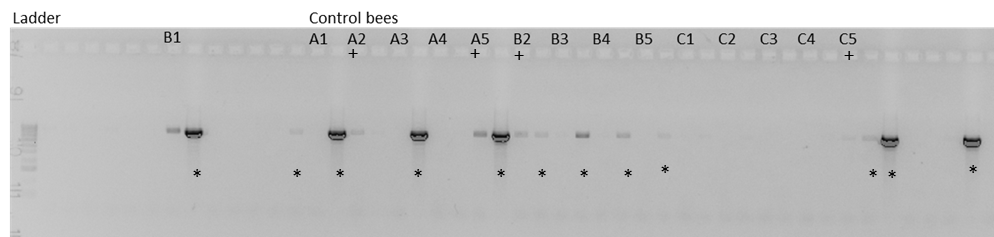 Ladder Control bees
B1 A1 A2 A3 A4 A5 B2 B3 B4 B5 C1 C2 C3 C4 C5
+ + + +
* * * * * * * * * * * *